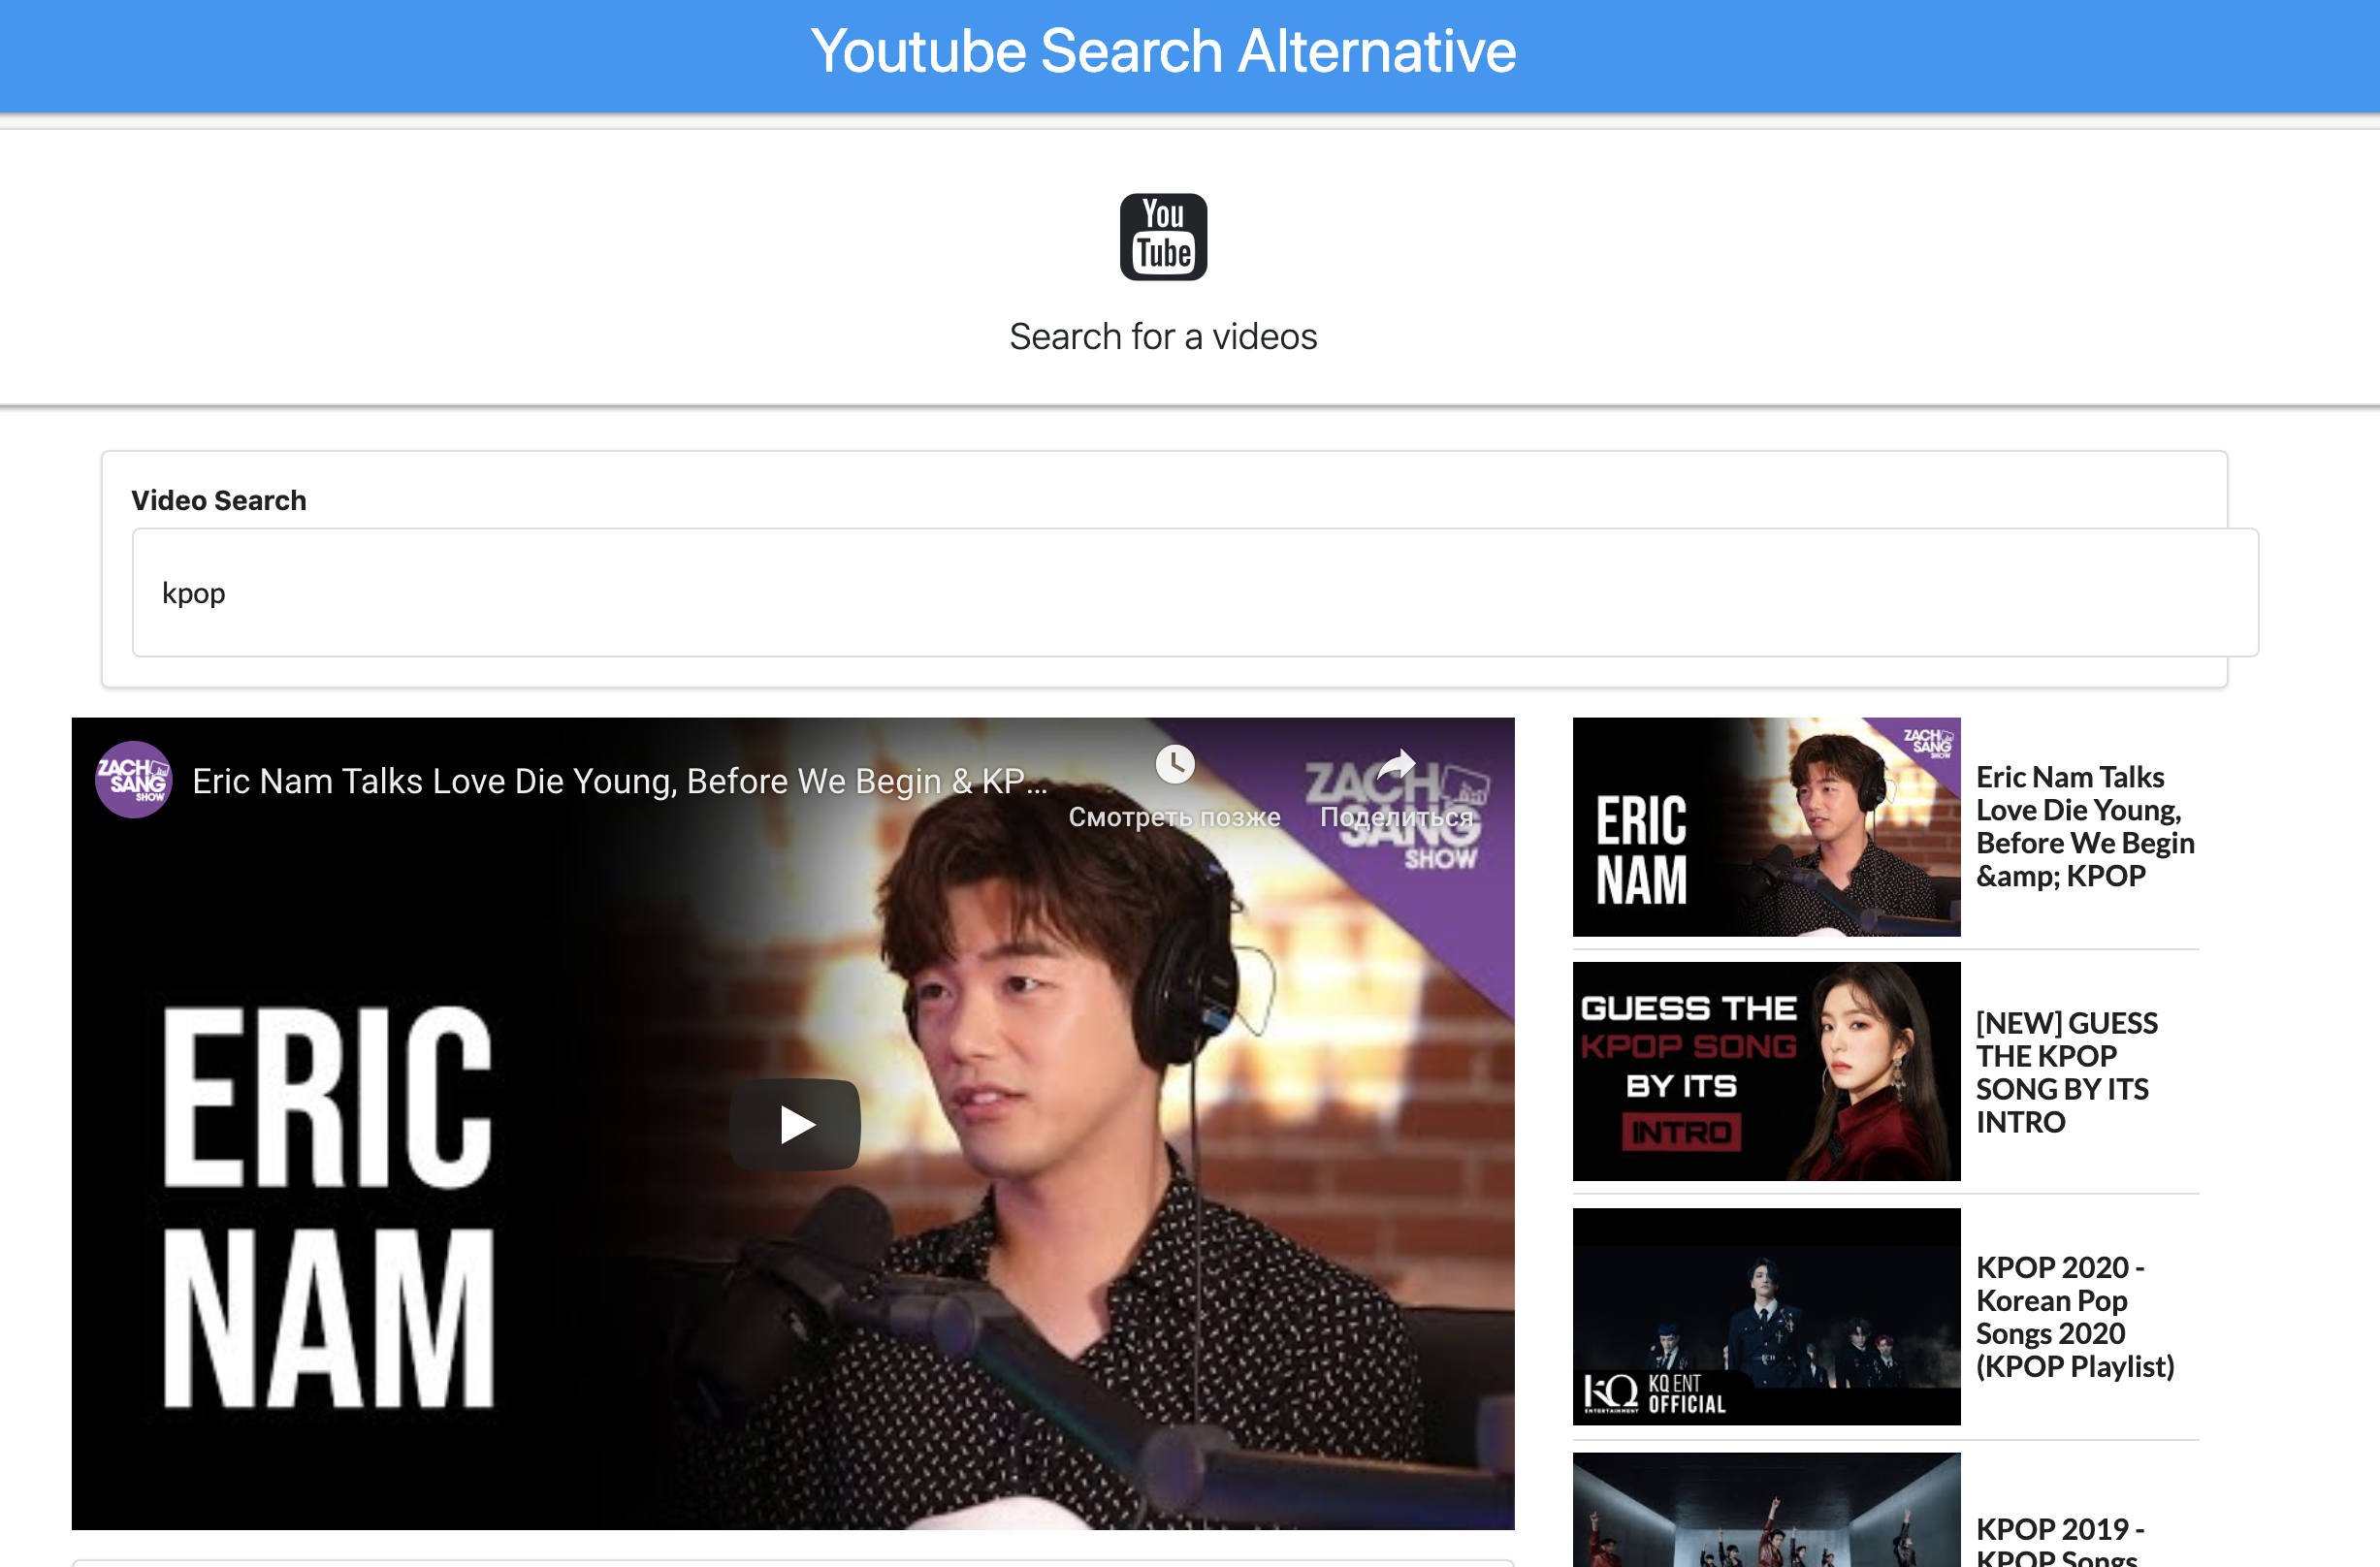 Youtube Search Alternative
You
Tube
Search for a videos
Video Search
kpop
ZACH
SANG
SHOW
Eric Nam Talks Love Die Young, Before We Begin & KP...
Смотреть позже
Поделиться
ZACH
SANG
SHOW
ERIC
NAM
ZACH
SANG
SHOW
ERIC
NAM
Eric Nam Talks
Love Die Young,
Before We Begin
&amp; KPOP
GUESS THE
KPOP SONG
BY ITS
INTRO
[NEW] GUESS
THE KPOP
SONG BY ITS
INTRO
KQ
ENTERTAINMENT
KQ ENT
OFFICIAL
KPOP 2020 -
Korean Pop
Songs 2020
(KPOP Playlist)
KPOP 2019 -
KPOP Songs